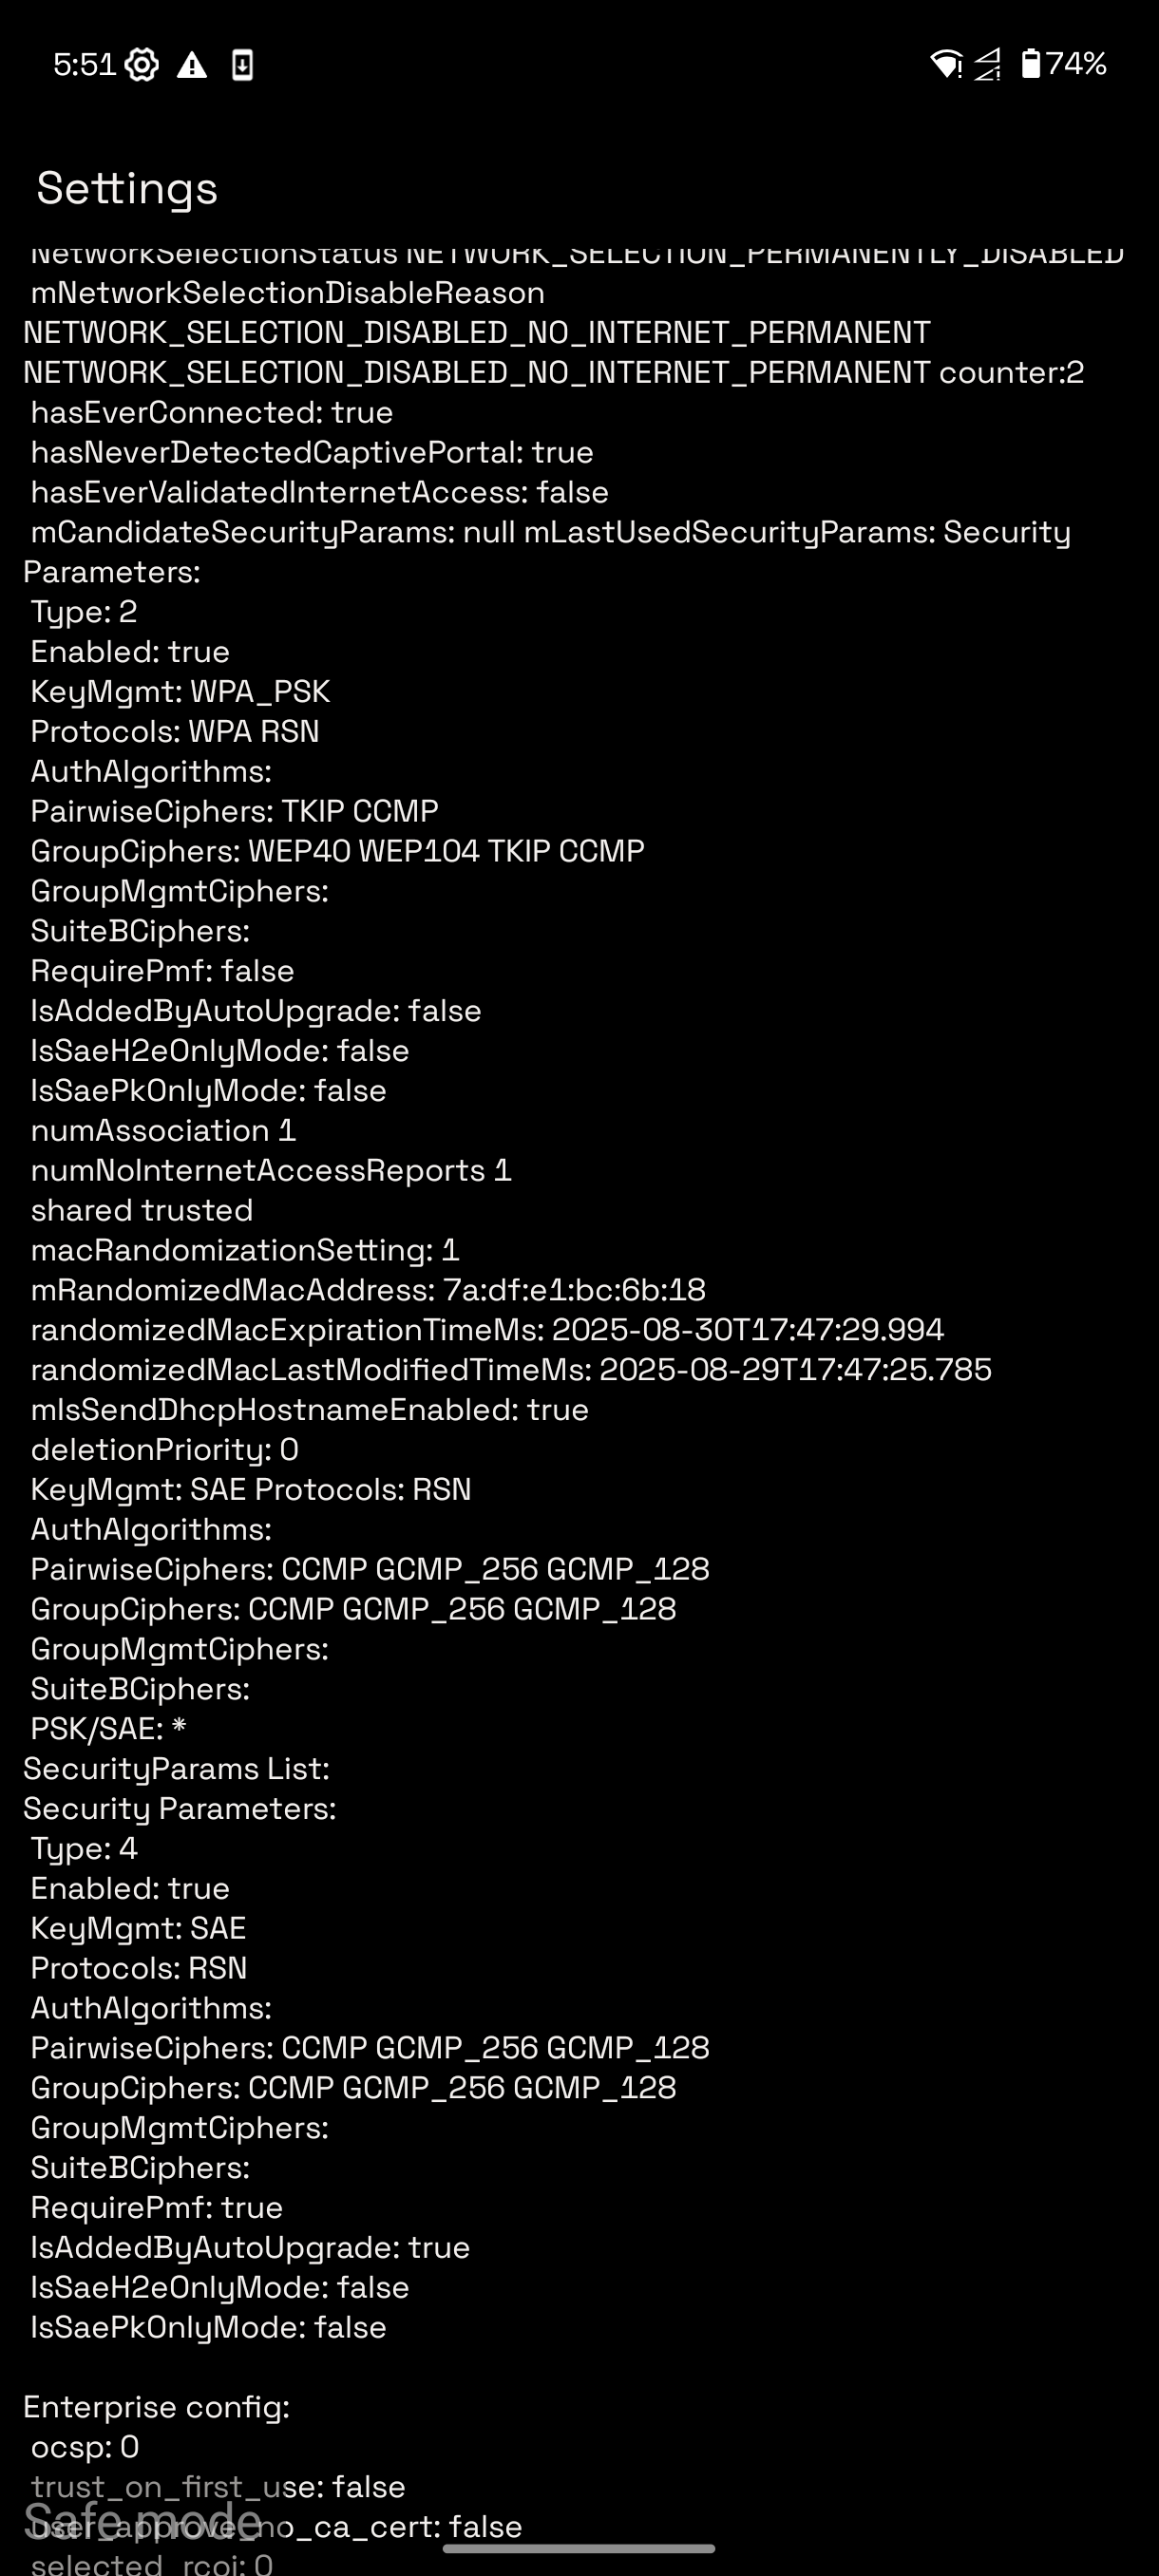 5:51
74%
Settings
NetworkSelectionStatus NETWORK_SELECTION_PERMANENTLY_DISABLED
mNetworkSelectionDisableReason
NETWORK_SELECTION_DISABLED_NO_INTERNET_PERMANENT
NETWORK_SELECTION_DISABLED_NO_INTERNET_PERMANENT counter:2
hasEverConnected: true
hasNeverDetectedCaptivePortal: true
hasEverValidatedInternetAccess: false
mCandidateSecurityParams: null mLastUsedSecurityParams: Security
Parameters:
Type: 2
Enabled: true
KeyMgmt: WPA_PSK
Protocols: WPA RSN
AuthAlgorithms:
PairwiseCiphers: TKIP CCMP
GroupCiphers: WEP40 WEP104 TKIP CCMP
GroupMgmtCiphers:
SuiteBCiphers:
RequirePmf: false
IsAddedByAutoUpgrade: false
IsSaeH2eOnlyMode: false
IsSaePkOnlyMode: false
numAssociation 1
numNoInternetAccessReports 1
shared trusted
macRandomizationSetting: 1
mRandomizedMacAddress: 7a:df:e1:bc:6b:18
randomizedMacExpirationTimeMs: 2025-08-30T17:47:29.994
randomizedMacLastModifiedTimeMs: 2025-08-29T17:47:25.785
mIsSendDhcpHostnameEnabled: true
deletionPriority: 0
KeyMgmt: SAE Protocols: RSN
AuthAlgorithms:
PairwiseCiphers: CCMP GCMP_256 GCMP_128
GroupCiphers: CCMP GCMP_256 GCMP_128
GroupMgmtCiphers:
SuiteBCiphers:
PSK/SAE: *
SecurityParams List:
Security Parameters:
Type: 4
Enabled: true
KeyMgmt: SAE
Protocols: RSN
AuthAlgorithms:
PairwiseCiphers: CCMP GCMP_256 GCMP_128
GroupCiphers: CCMP GCMP_256 GCMP_128
GroupMgmtCiphers:
SuiteBCiphers:
RequirePmf: true
IsAddedByAutoUpgrade: true
IsSaeH2eOnlyMode: false
IsSaePkOnlyMode: false
Enterprise config:
ocsp: 0
trust_on_first_use: false
user_approve_no_ca_cert: false
Safe mode
selected_rcoi: 0